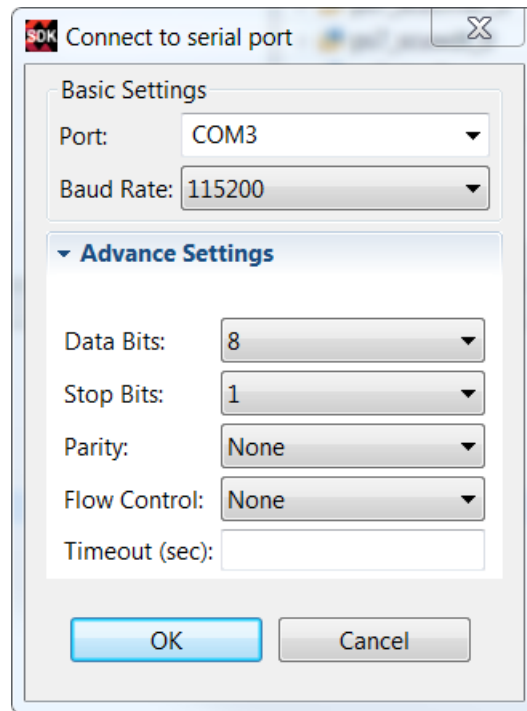 SDK Connect to serial port
Basic Settings
Port: COM3
Baud Rate: 115200
Advance Settings
Data Bits: 8
Stop Bits: 1
Parity: None
Flow Control: None
Timeout (sec):
OK Cancel